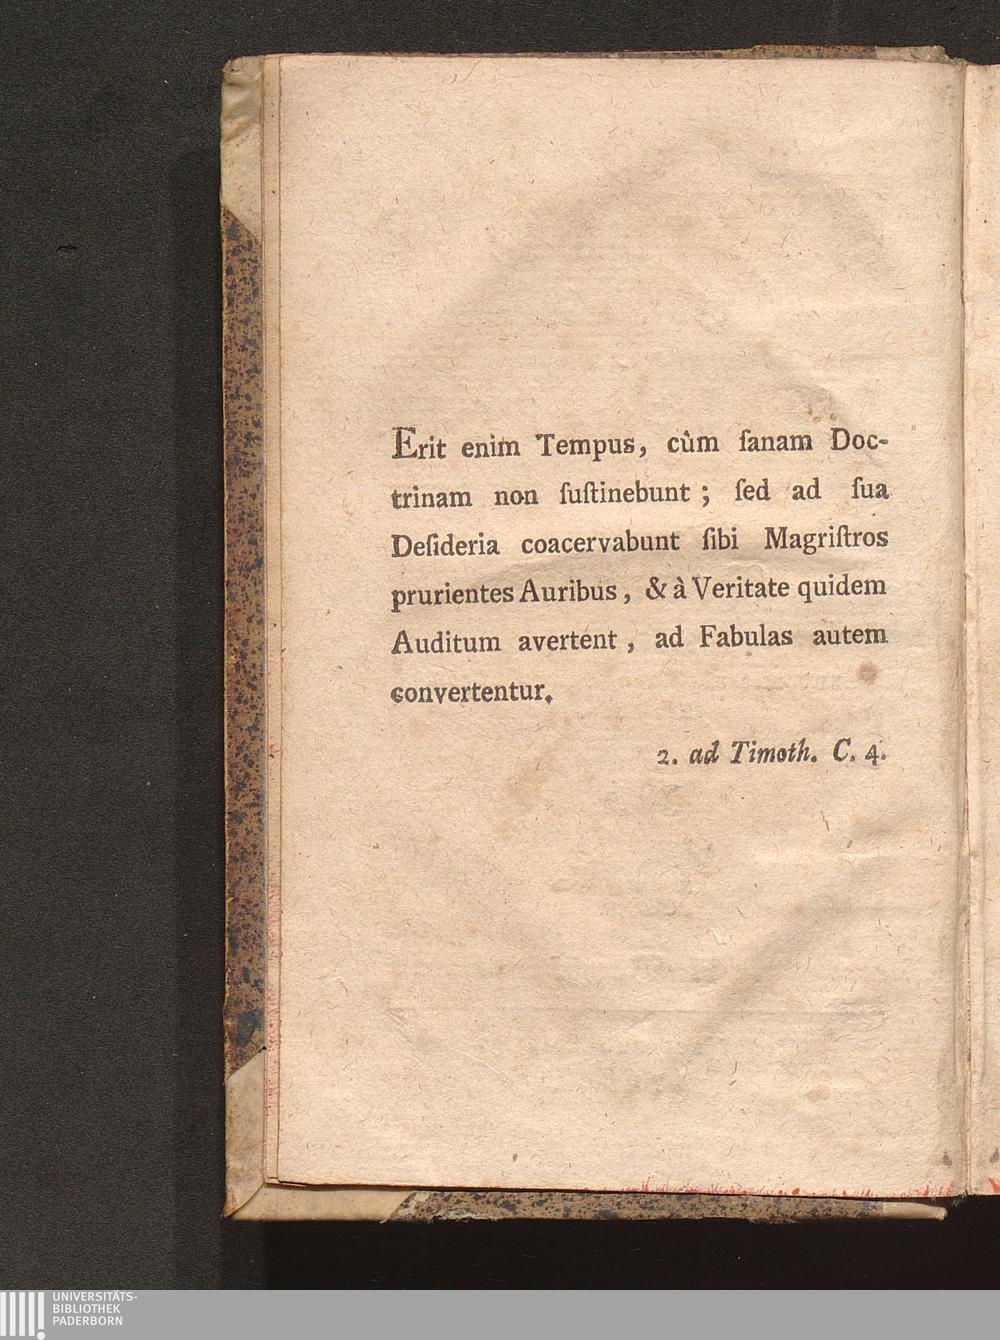 Erit enim Tempus, cùm ſanam Doc-
trinam non ſuſtinebunt; ſed ad ſua
Deſideria coacervabunt ſibi Magriſtros
prurientes Auribus, & à Veritate quidem
Auditum avertent, ad Fabulas autem
convertentur.
2. ad Timoth. C. 4.
UNIVERSITÄTS-
BIBLIOTHEK
PADERBORN